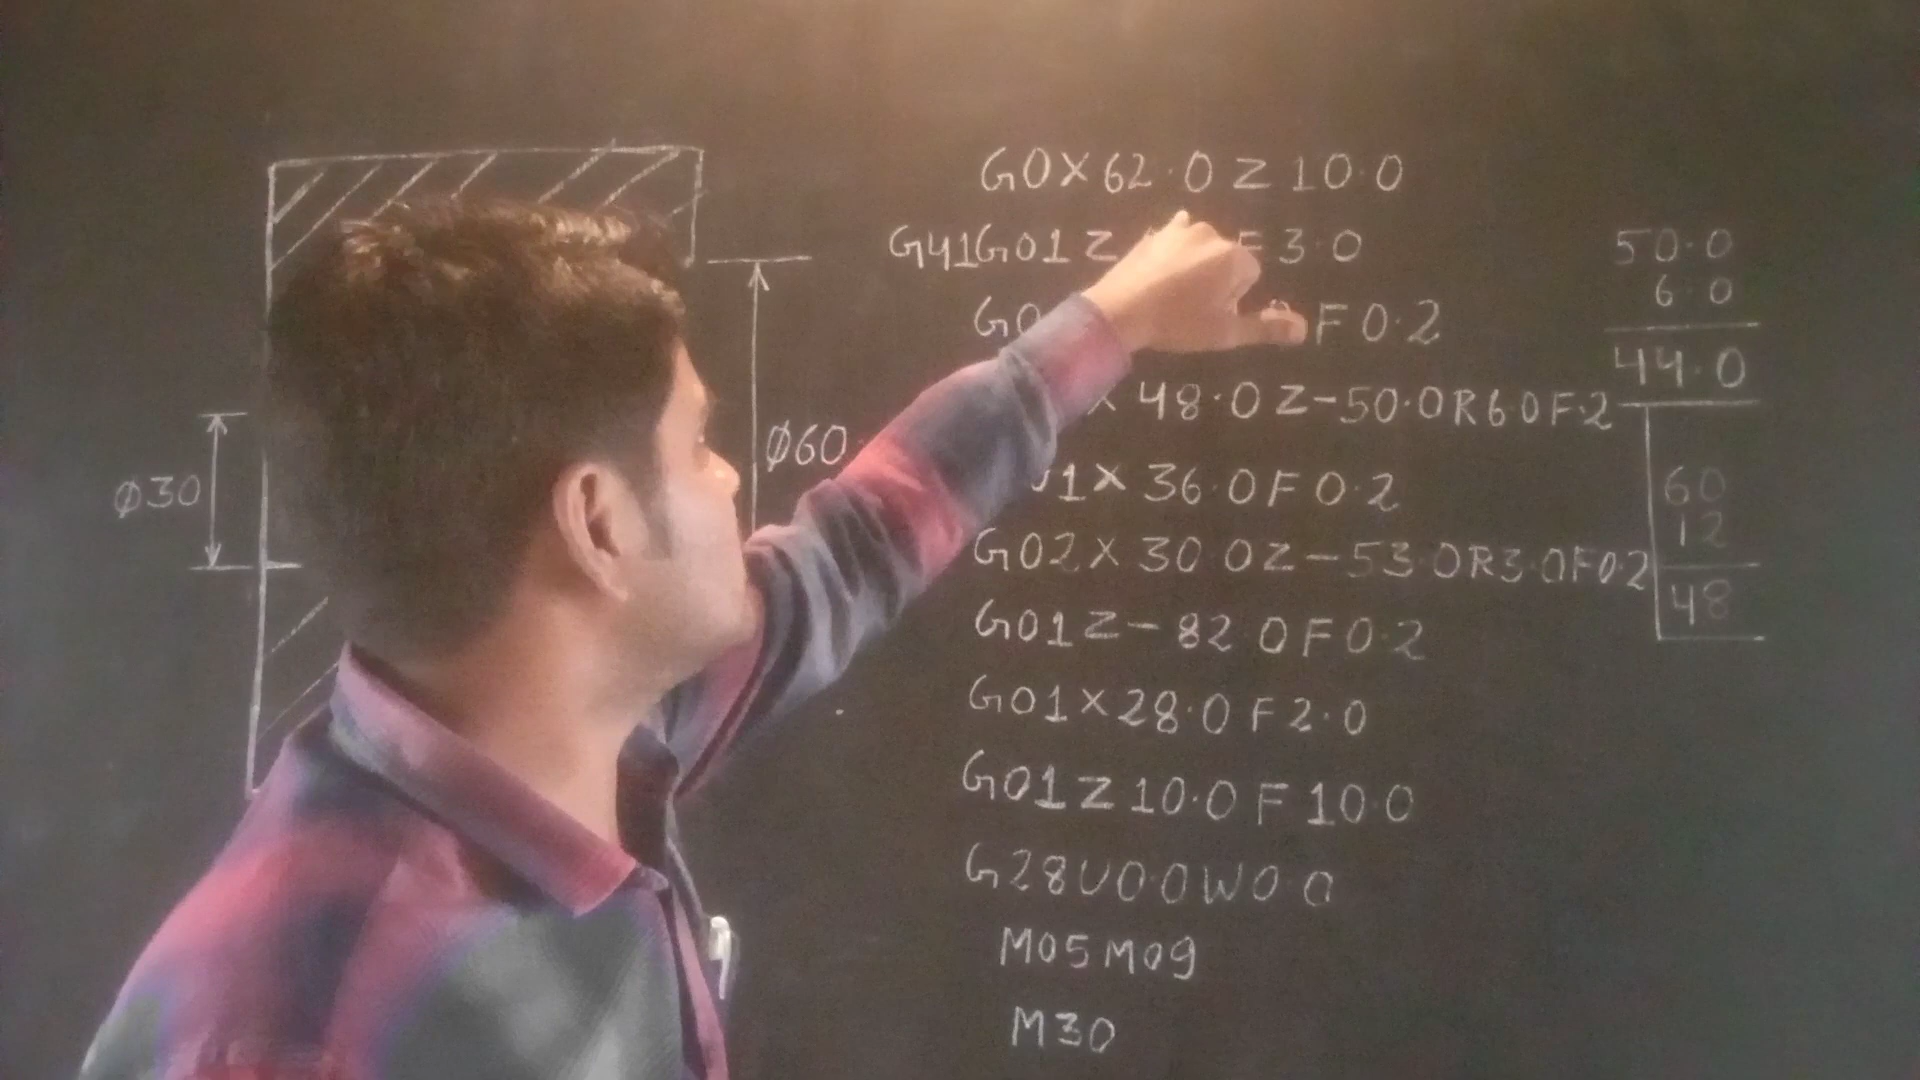 Ø30
Ø60
G0X62.0Z10.0
G41G01Z F3.0
G0 F0.2
X48.0Z-50.0R6.0F.2
1X36.0F0.2
G02X30.0Z-53.0R3.0F0.2
G01Z-82.0F0.2
G01X28.0F2.0
G01Z10.0F10.0
G28U0.0W0.0
M05M09
M30
50.0
6.0
44.0
60
12
48